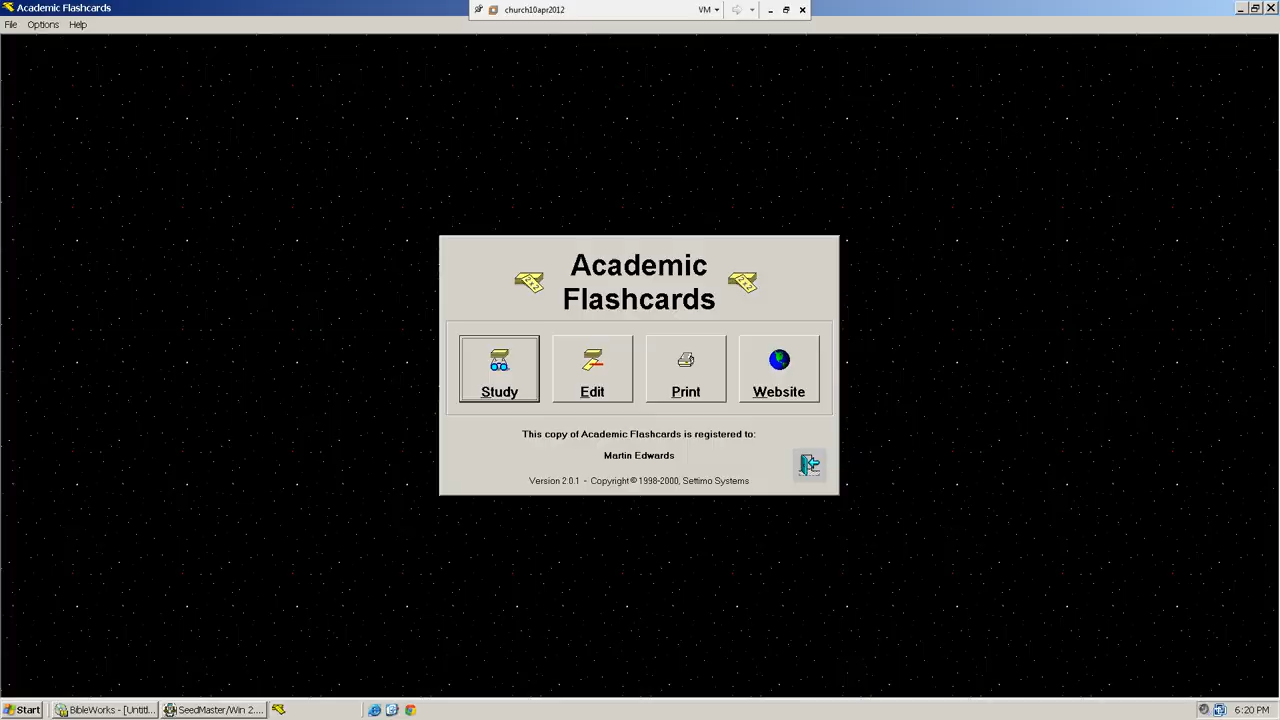 Academic Flashcards
church10apr2012
VM
File Options Help
Academic
Flashcards
Study Edit Print Website
This copy of Academic Flashcards is registered to:
Martin Edwards
Version 2.0.1 - Copyright © 1998-2000, Settimo Systems
Start BibleWorks - [Untitl... SeedMaster/Win 2.... 6:20 PM